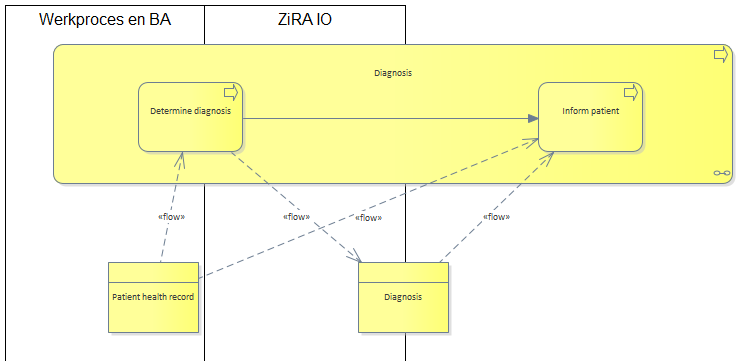 Werkproces en BA
ZiRA IO
Diagnosis
Determine diagnosis
Inform patient
«flow»
«flow»
«flow»
«flow»
Patient health record
Diagnosis